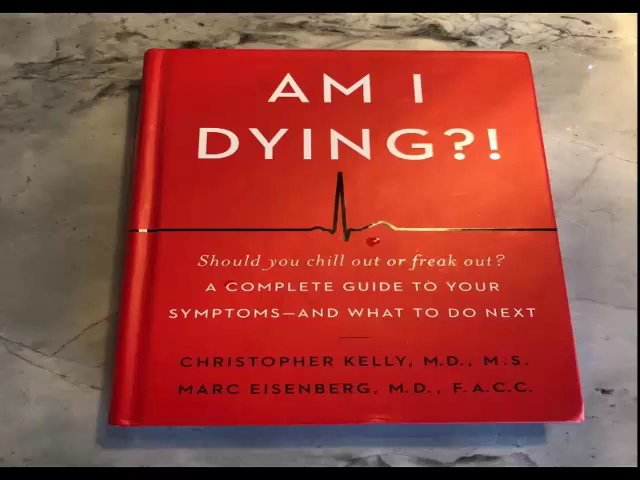 AM I
DYING?!
Should you chill out or freak out?
A COMPLETE GUIDE TO YOUR
SYMPTOMS—AND WHAT TO DO NEXT
CHRISTOPHER KELLY, M.D., M.S.
MARC EISENBERG, M.D., F.A.C.C.